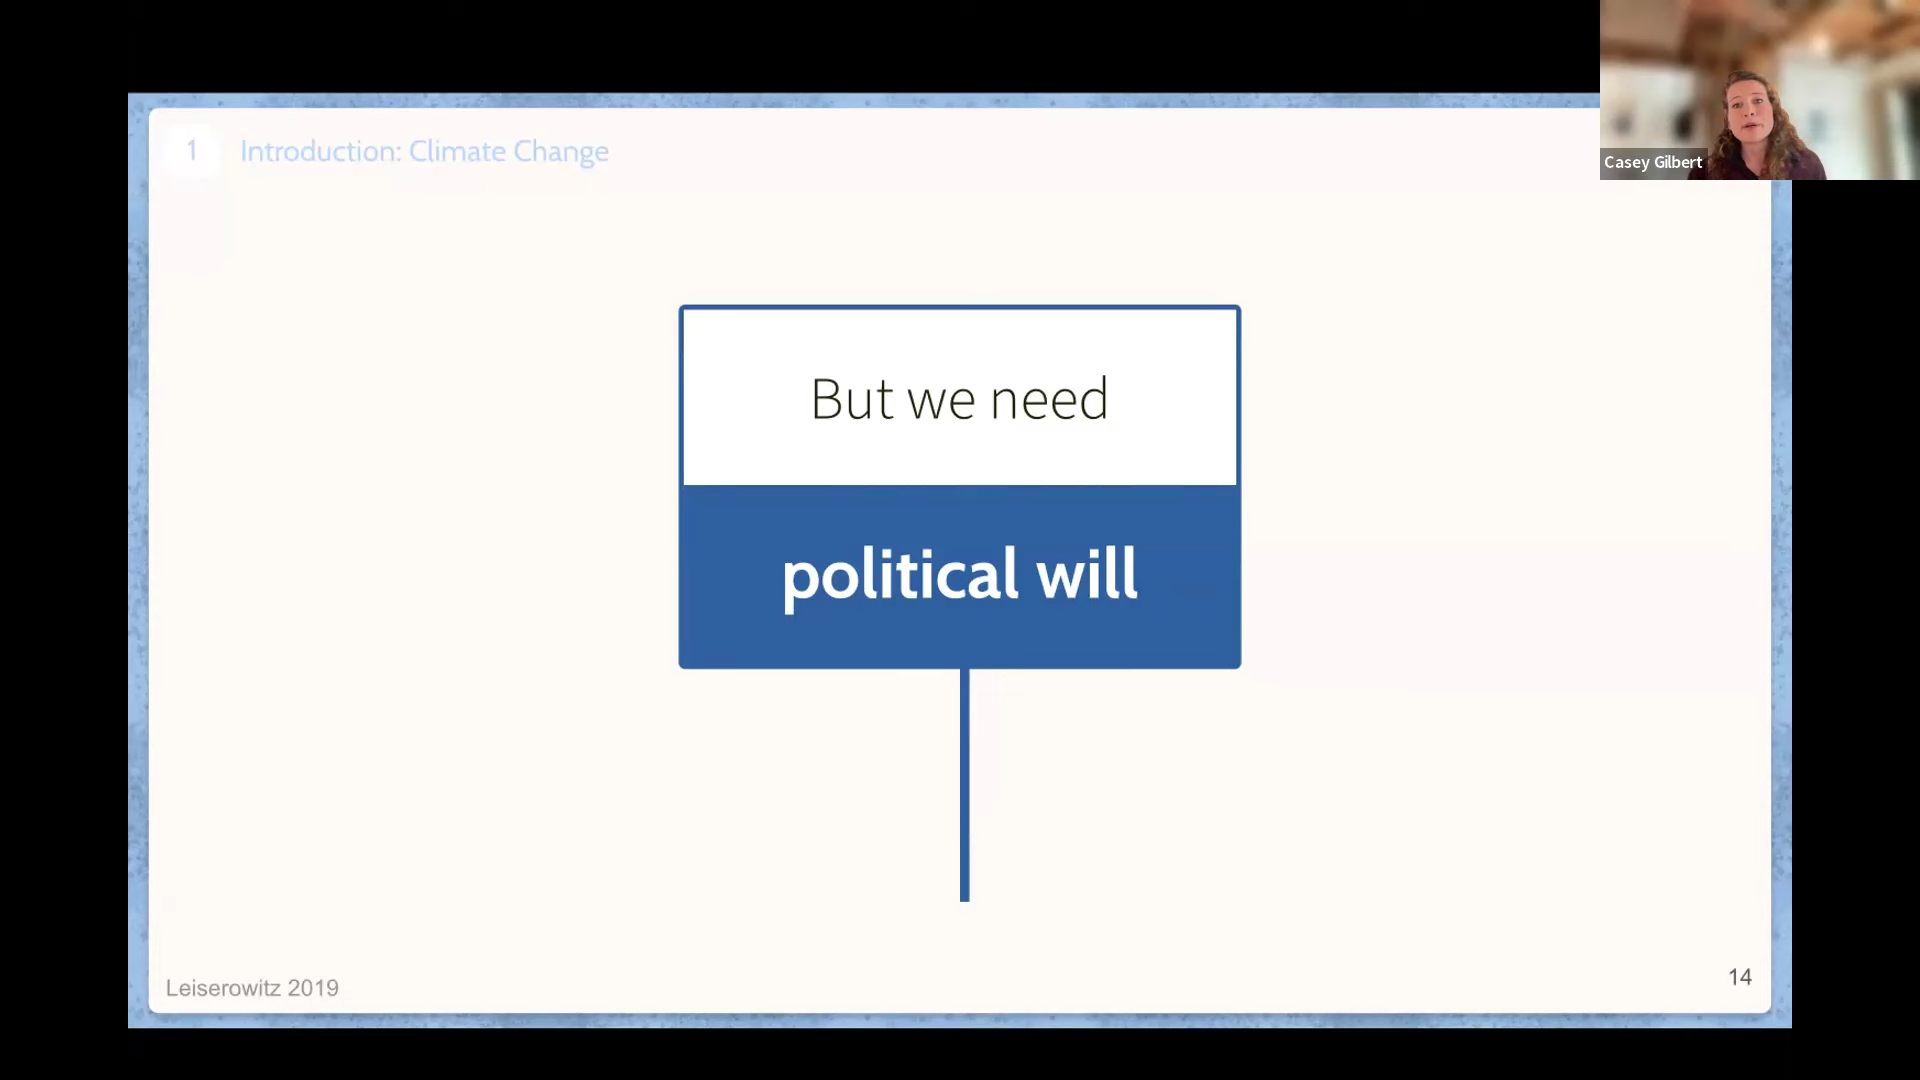 1 Introduction: Climate Change
Casey Gilbert
But we need
political will
Leiserowitz 2019
14